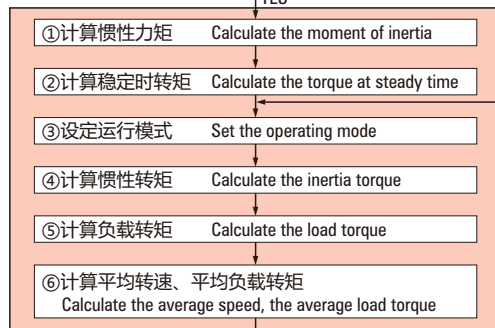 YES
①计算惯性力矩 Calculate the moment of inertia
②计算稳定时转矩 Calculate the torque at steady time
③设定运行模式 Set the operating mode
④计算惯性转矩 Calculate the inertia torque
⑤计算负载转矩 Calculate the load torque
⑥计算平均转速、平均负载转矩
Calculate the average speed, the average load torque